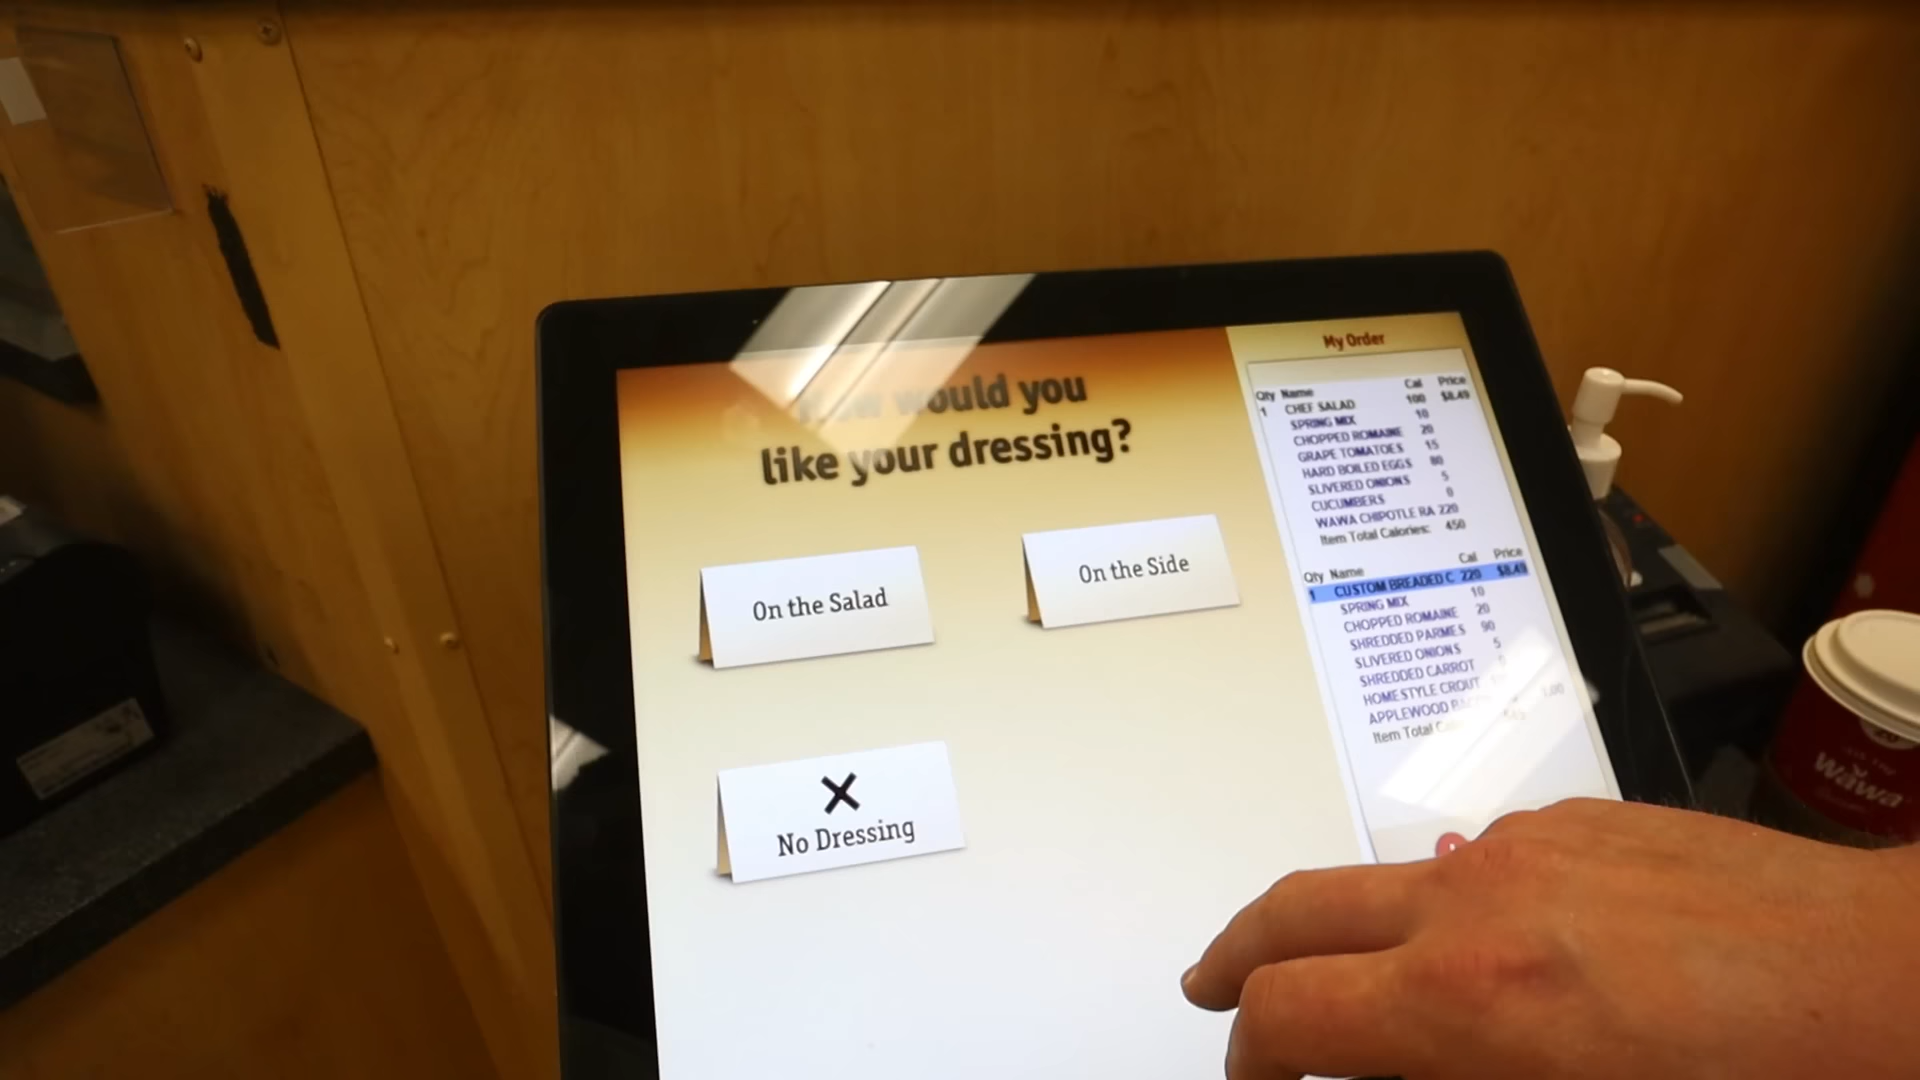 How would you
like your dressing?
On the Salad
On the Side
No Dressing
My Order
Qty Name Cal Price
1 CHEF SALAD 100 $8.49
SPRING MIX 10
CHOPPED ROMAINE 20
GRAPE TOMATOES 15
HARD BOILED EGGS 80
SLIVERED ONIONS 5
CUCUMBERS 0
WAWA CHIPOTLE RA 220
Item Total Calories: 450
Qty Name Cal Price
1 CUSTOM BREADED C 220 $8.49
SPRING MIX 10
CHOPPED ROMAINE 20
SHREDDED PARMES 90
SLIVERED ONIONS 5
SHREDDED CARROT
HOMESTYLE CROUT
APPLEWOOD 1.00
Item Total
Wawa